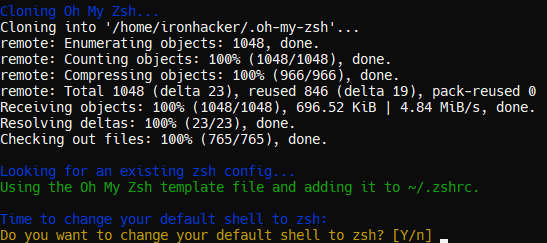 Cloning Oh My Zsh...
Cloning into '/home/ironhacker/.oh-my-zsh'...
remote: Enumerating objects: 1048, done.
remote: Counting objects: 100% (1048/1048), done.
remote: Compressing objects: 100% (966/966), done.
remote: Total 1048 (delta 23), reused 846 (delta 19), pack-reused 0
Receiving objects: 100% (1048/1048), 696.52 KiB | 4.84 MiB/s, done.
Resolving deltas: 100% (23/23), done.
Checking out files: 100% (765/765), done.
Looking for an existing zsh config...
Using the Oh My Zsh template file and adding it to ~/.zshrc.
Time to change your default shell to zsh:
Do you want to change your default shell to zsh? [Y/n]